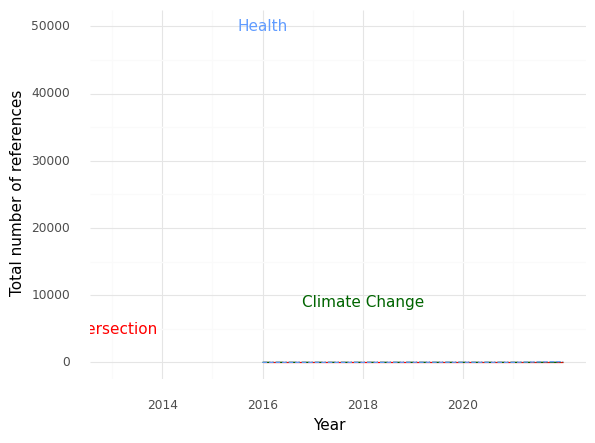 50000
Health
40000
30000
20000
10000
Climate Change
ersection
0
2014 2016 2018 2020
Year
Total number of references